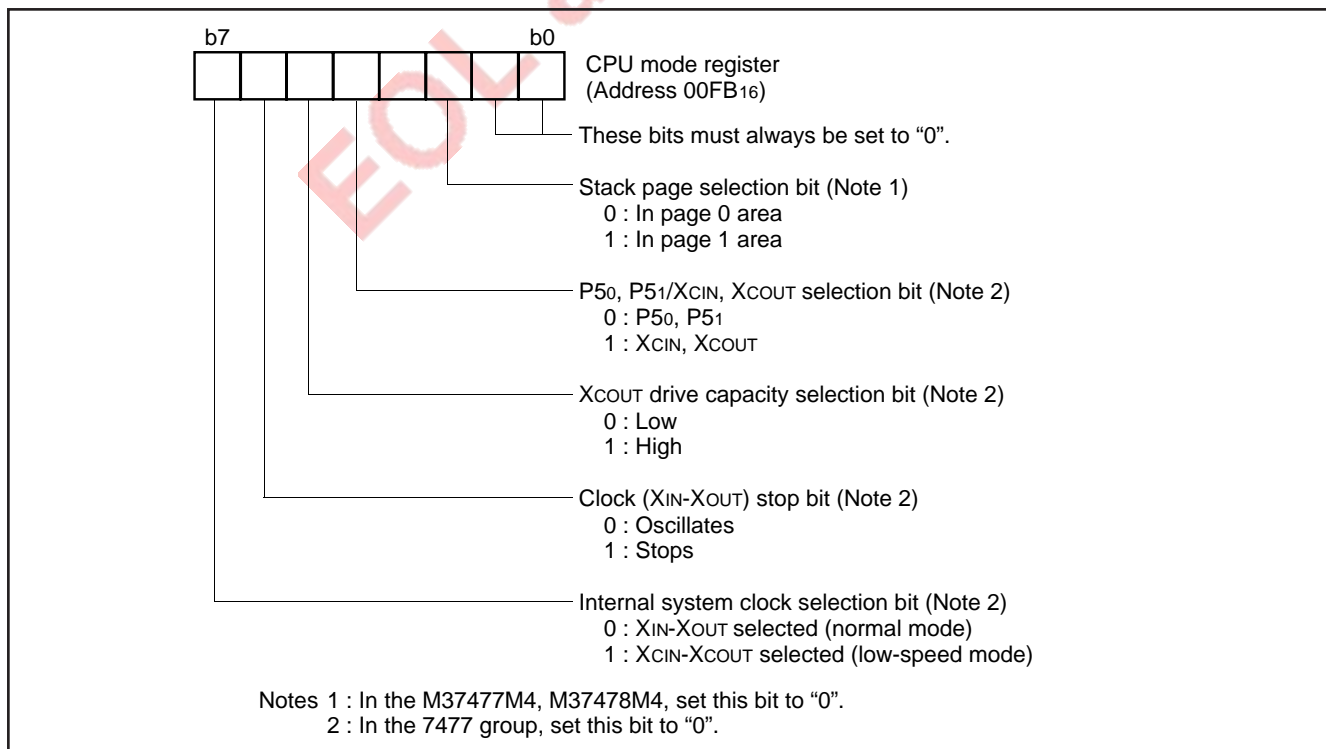 EOL
b7 b0
CPU mode register
(Address 00FB16)
These bits must always be set to “0”.
Stack page selection bit (Note 1)
0 : In page 0 area
1 : In page 1 area
P50, P51/XCIN, XCOUT selection bit (Note 2)
0 : P50, P51
1 : XCIN, XCOUT
XCOUT drive capacity selection bit (Note 2)
0 : Low
1 : High
Clock (XIN-XOUT) stop bit (Note 2)
0 : Oscillates
1 : Stops
Internal system clock selection bit (Note 2)
0 : XIN-XOUT selected (normal mode)
1 : XCIN-XCOUT selected (low-speed mode)
Notes 1 : In the M37477M4, M37478M4, set this bit to “0”.
2 : In the 7477 group, set this bit to “0”.